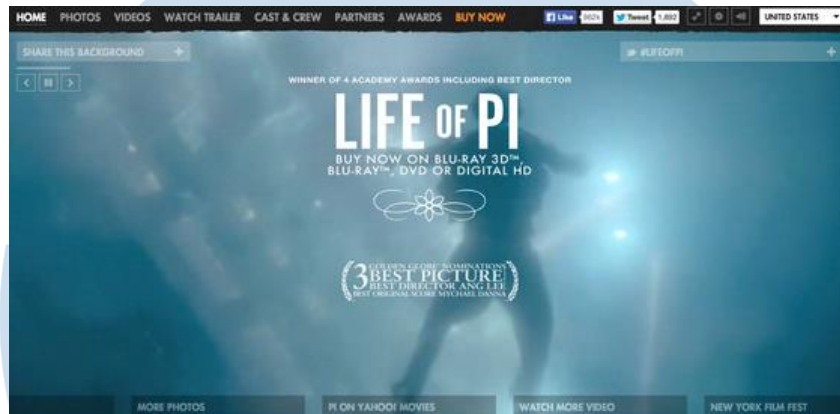 HOME PHOTOS VIDEOS WATCH TRAILER CAST & CREW PARTNERS AWARDS BUY NOW Like Tweet 1,892 UNITED STATES
SHARE THIS BACKGROUND + #LIFEOFPI +
WINNER OF 4 ACADEMY AWARDS INCLUDING BEST DIRECTOR
LIFE OF PI
BUY NOW ON BLU-RAY 3D™,
BLU-RAY™, DVD OR DIGITAL HD
3 GOLDEN GLOBE® NOMINATIONS
BEST PICTURE
BEST DIRECTOR ANG LEE
BEST ORIGINAL SCORE MYCHAEL DANNA
MORE PHOTOS PI ON YAHOO! MOVIES WATCH MORE VIDEO NEW YORK FILM FEST